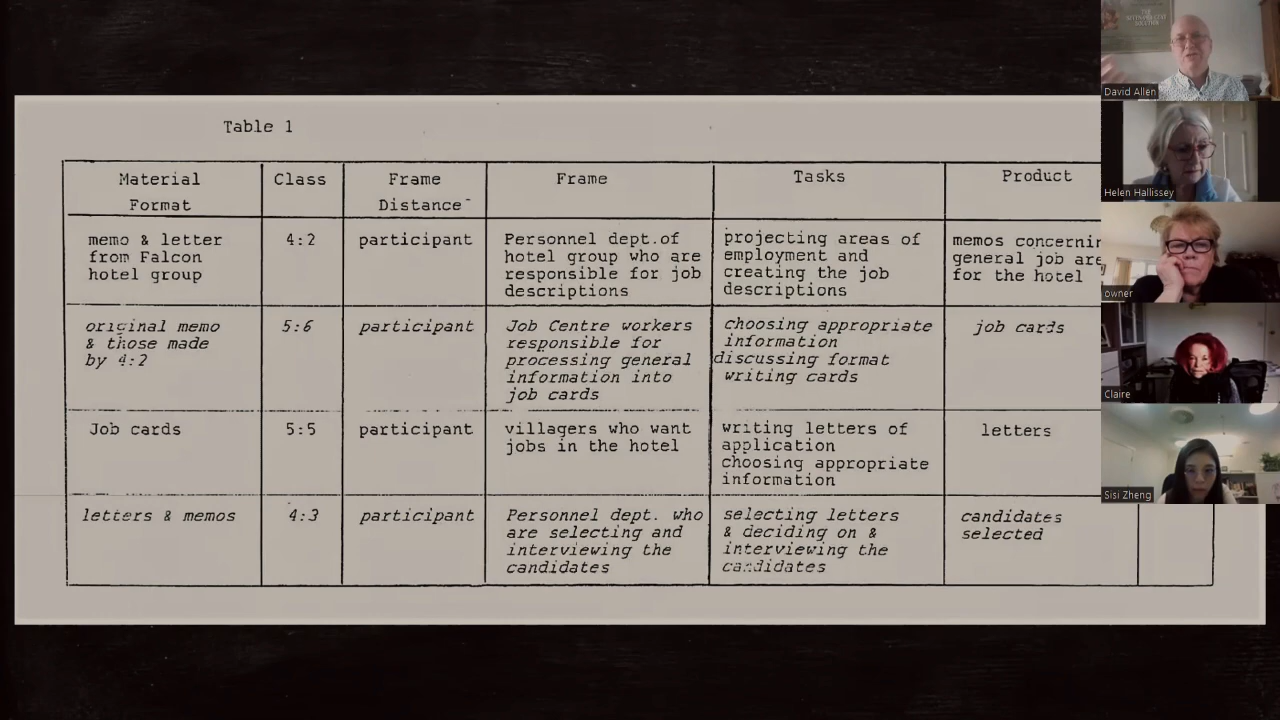 Table 1
Material
Format
Class
Frame
Distance
Frame
Tasks
Product
memo & letter
from Falcon
hotel group
4:2
participant
Personnel dept.of
hotel group who are
responsible for job
descriptions
projecting areas of
employment and
creating the job
descriptions
memos concernin
general job are
for the hotel
original memo
& those made
by 4:2
5:6
participant
Job Centre workers
responsible for
processing general
information into
job cards
choosing appropriate
information
discussing format
writing cards
job cards
Job cards
5:5
participant
villagers who want
jobs in the hotel
writing letters of
application
choosing appropriate
information
letters
letters & memos
4:3
participant
Personnel dept. who
are selecting and
interviewing the
candidates
selecting letters
& deciding on &
interviewing the
candidates
candidates
selected
David Allen
Helen Hallissey
owner
Claire
Sisi Zheng